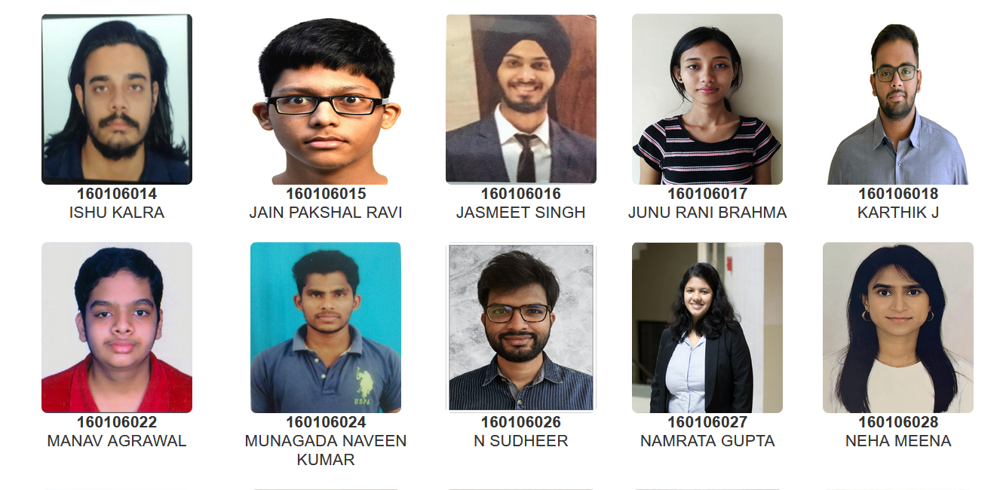 160106014
ISHU KALRA
160106015
JAIN PAKSHAL RAVI
160106016
JASMEET SINGH
160106017
JUNU RANI BRAHMA
160106018
KARTHIK J
USPA
160106022
MANAV AGRAWAL
160106024
MUNAGADA NAVEEN
KUMAR
160106026
N SUDHEER
160106027
NAMRATA GUPTA
160106028
NEHA MEENA